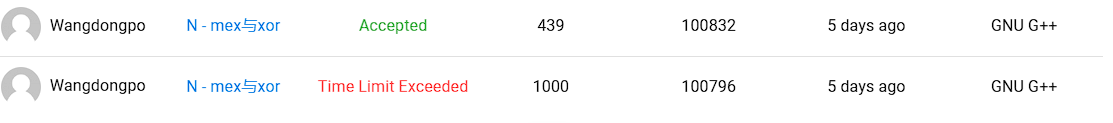 Wangdongpo N - mex与xor Accepted 439 100832 5 days ago GNU G++
Wangdongpo N - mex与xor Time Limit Exceeded 1000 100796 5 days ago GNU G++